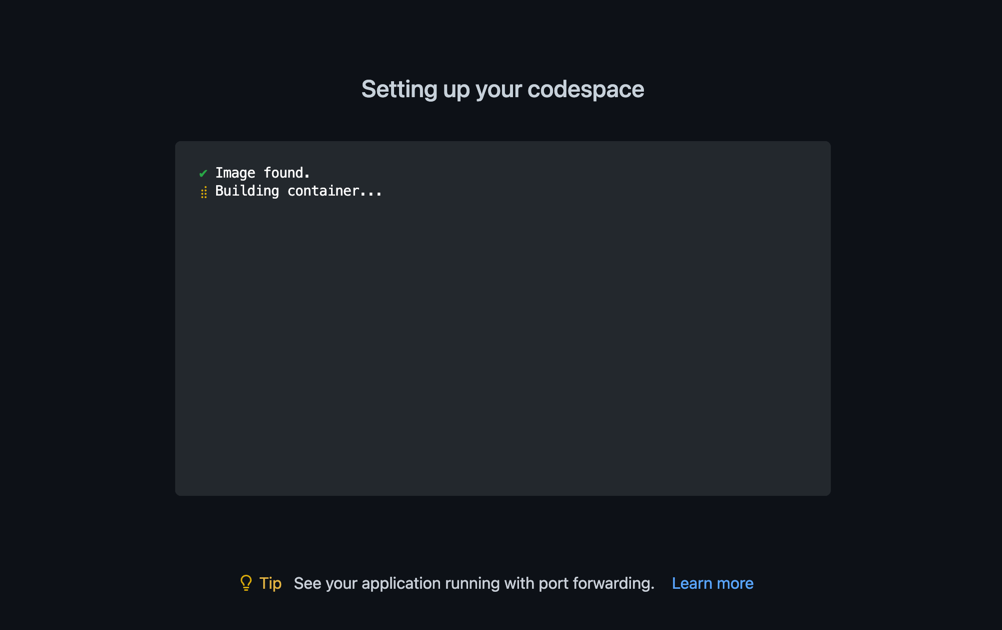 Setting up your codespace
✔ Image found.
⣾ Building container...
Tip See your application running with port forwarding. Learn more